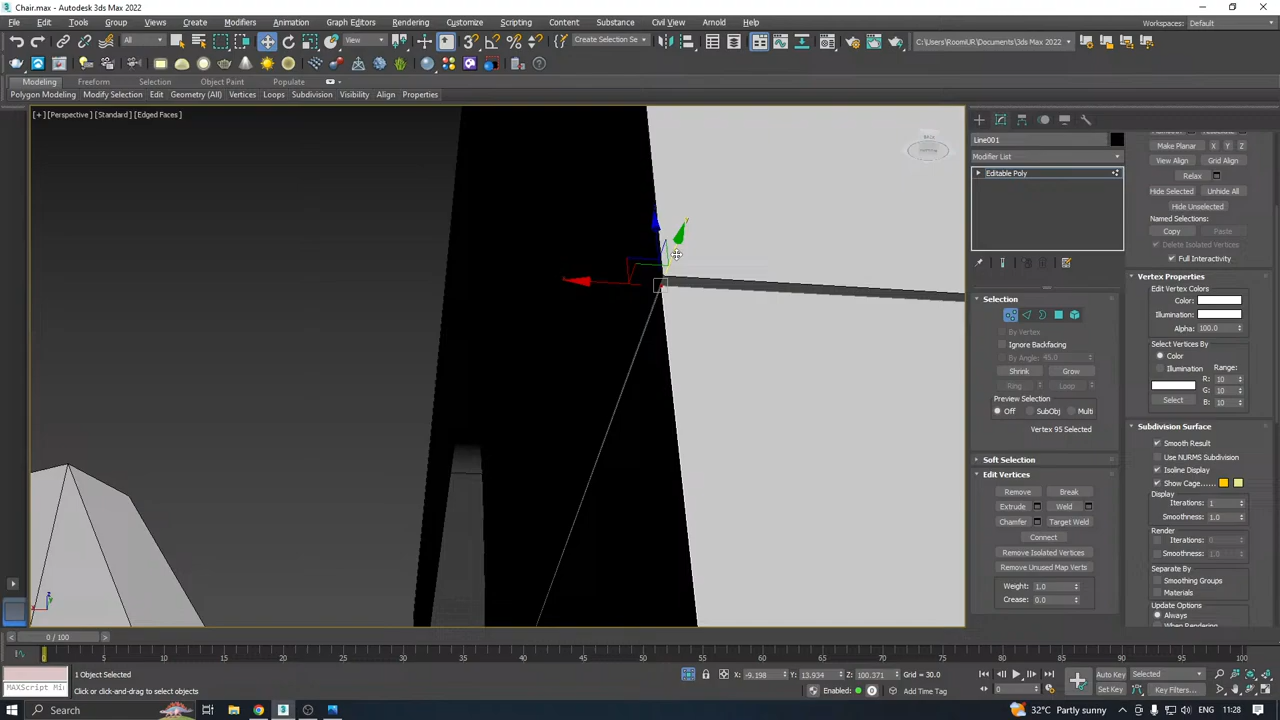 Chair.max - Autodesk 3ds Max 2022
File Edit Tools Group Views Create Modifiers Animation Graph Editors Rendering Customize Scripting Content Substance Civil View Arnold Help
Workspaces: Default
All View Create Selection Se C:\Users\RoomUR\Documents\3ds Max 2022
Modeling Freeform Selection Object Paint Populate
Polygon Modeling Modify Selection Edit Geometry (All) Vertices Loops Subdivision Visibility Align Properties
[+] [Perspective] [Standard] [Edged Faces]
Line001
Modifier List
Editable Poly
Make Planar X Y Z
View Align Grid Align
Relax
Hide Selected Unhide All
Hide Unselected
Named Selections:
Copy Paste
Delete Isolated Vertices
Full Interactivity
Selection
By Vertex
Ignore Backfacing
By Angle: 45.0
Shrink Grow
Ring Loop
Preview Selection
Off SubObj Multi
Vertex 95 Selected
Soft Selection
Edit Vertices
Remove Break
Extrude Weld
Chamfer Target Weld
Connect
Remove Isolated Vertices
Remove Unused Map Verts
Weight: 1.0
Crease: 0.0
Vertex Properties
Edit Vertex Colors
Color:
Illumination:
Alpha: 100.0
Select Vertices By
Color
Illumination Range:
R: 10
G: 10
B: 10
Select
Subdivision Surface
Smooth Result
Use NURMS Subdivision
Isoline Display
Show Cage......
Display
Iterations: 1
Smoothness: 1.0
Render
Iterations: 0
Smoothness: 1.0
Separate By
Smoothing Groups
Materials
Update Options
Always
When Rendering
0 / 100
0 5 10 15 20 25 30 35 40 45 50 55 60 65 70 75 80 85 90 95 100
1 Object Selected
X: -9.198 Y: 13.934 Z: 100.371 Grid = 30.0
Auto Key Selected
MAXScript Mi
Click or click-and-drag to select objects
Enabled: Add Time Tag
0
Set Key Key Filters...
Search
32°C Partly sunny ENG 11:28